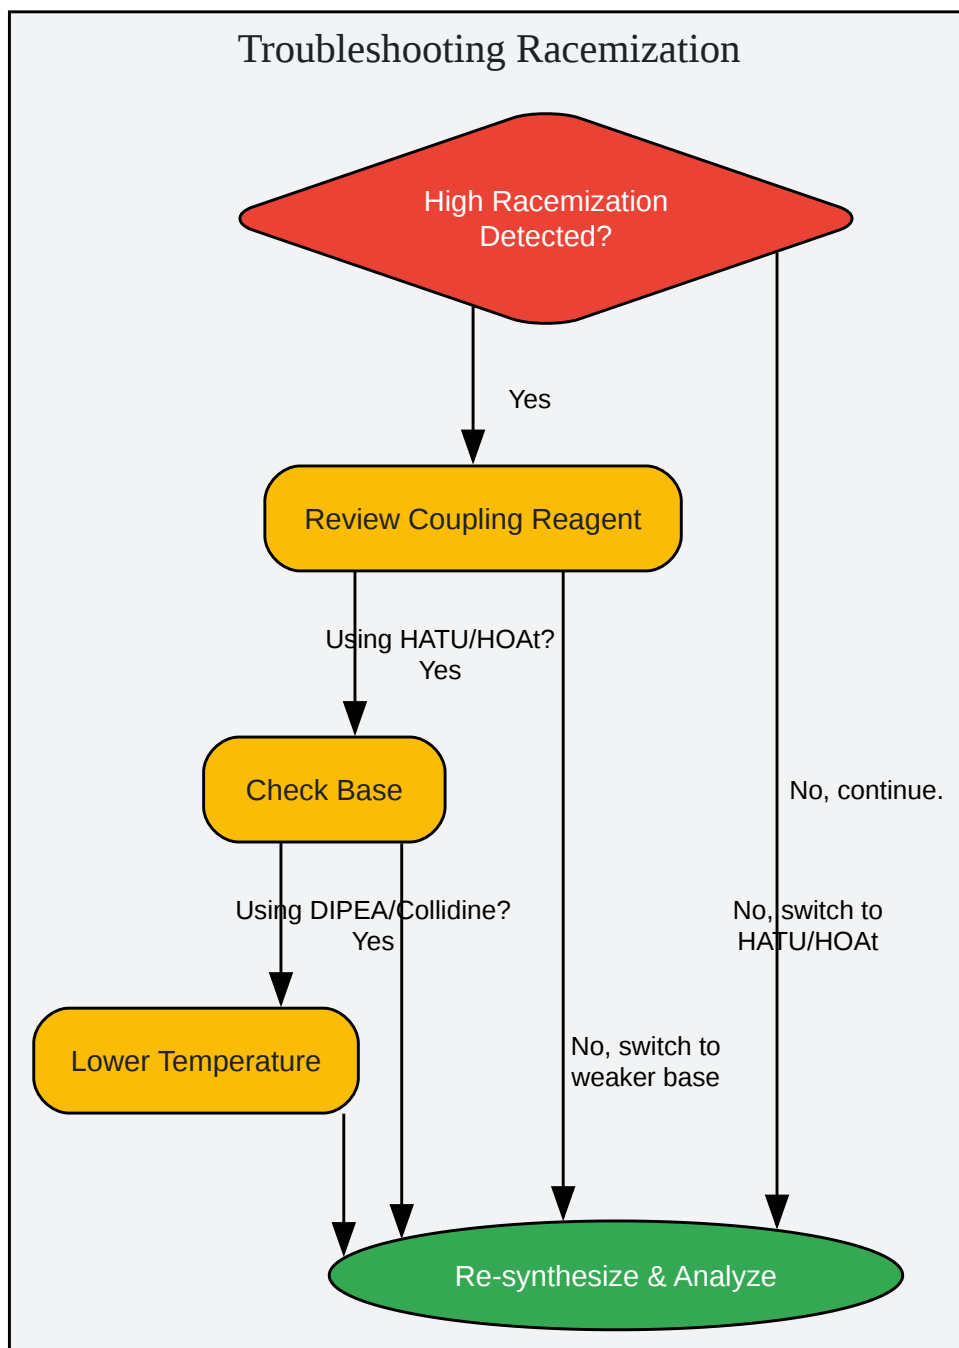 Troubleshooting Racemization
High Racemization
Detected?
Yes
Review Coupling Reagent
Using HATU/HOAt?
Yes
Check Base
No, continue.
Using DIPEA/Collidine?
Yes
No, switch to
HATU/HOAt
Lower Temperature
No, switch to
weaker base
Re-synthesize & Analyze